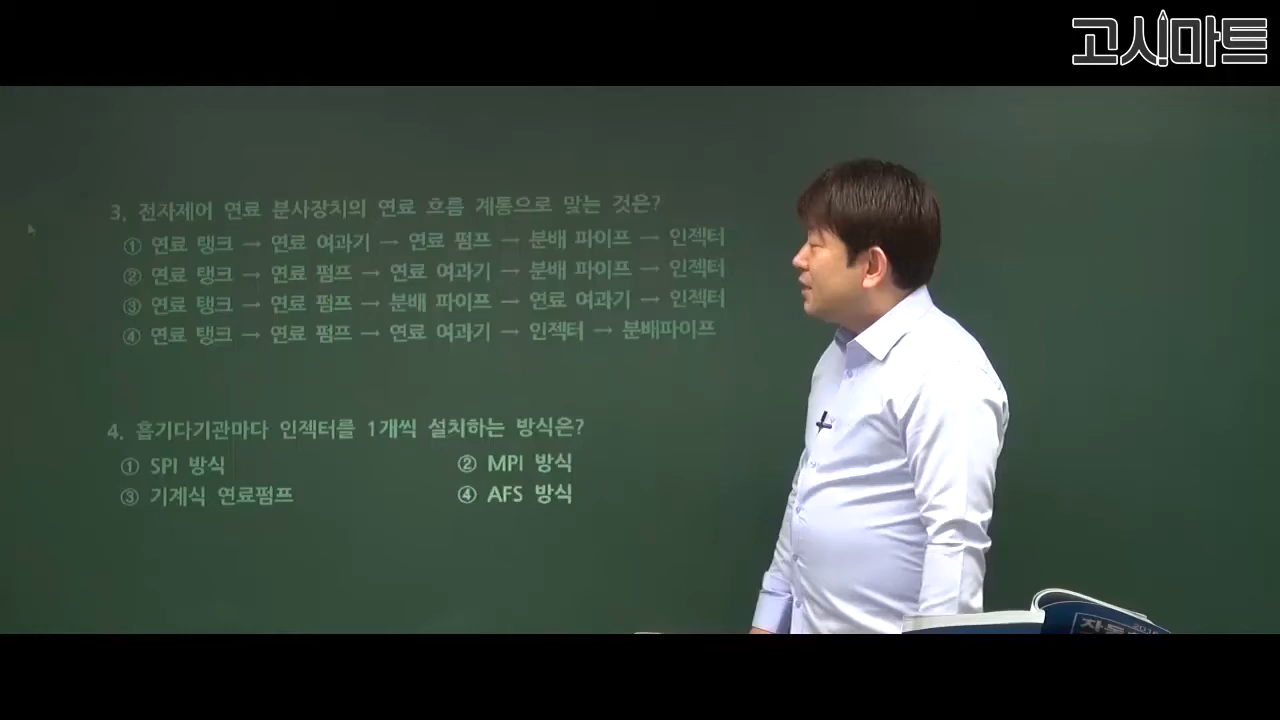 고시마트
3. 전자제어 연료 분사장치의 연료 흐름 계통으로 맞는 것은?
① 연료 탱크 → 연료 여과기 → 연료 펌프 → 분배 파이프 → 인젝터
② 연료 탱크 → 연료 펌프 → 연료 여과기 → 분배 파이프 → 인젝터
③ 연료 탱크 → 연료 펌프 → 분배 파이프 → 연료 여과기 → 인젝터
④ 연료 탱크 → 연료 펌프 → 연료 여과기 → 인젝터 → 분배파이프
4. 흡기다기관마다 인젝터를 1개씩 설치하는 방식은?
① SPI 방식 ② MPI 방식
③ 기계식 연료펌프 ④ AFS 방식